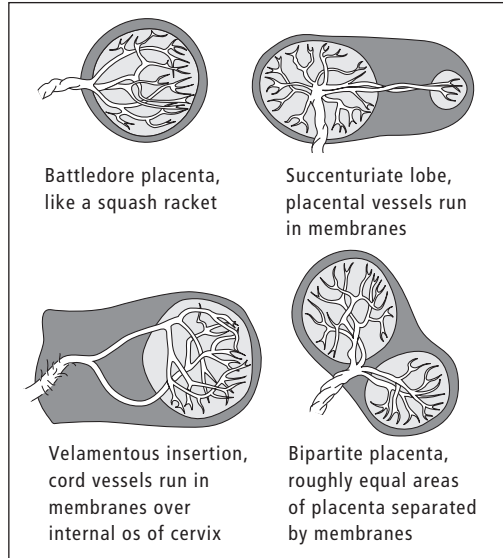 Battledore placenta,
like a squash racket
Succenturiate lobe,
placental vessels run
in membranes
Velamentous insertion,
cord vessels run in
membranes over
internal os of cervix
Bipartite placenta,
roughly equal areas
of placenta separated
by membranes